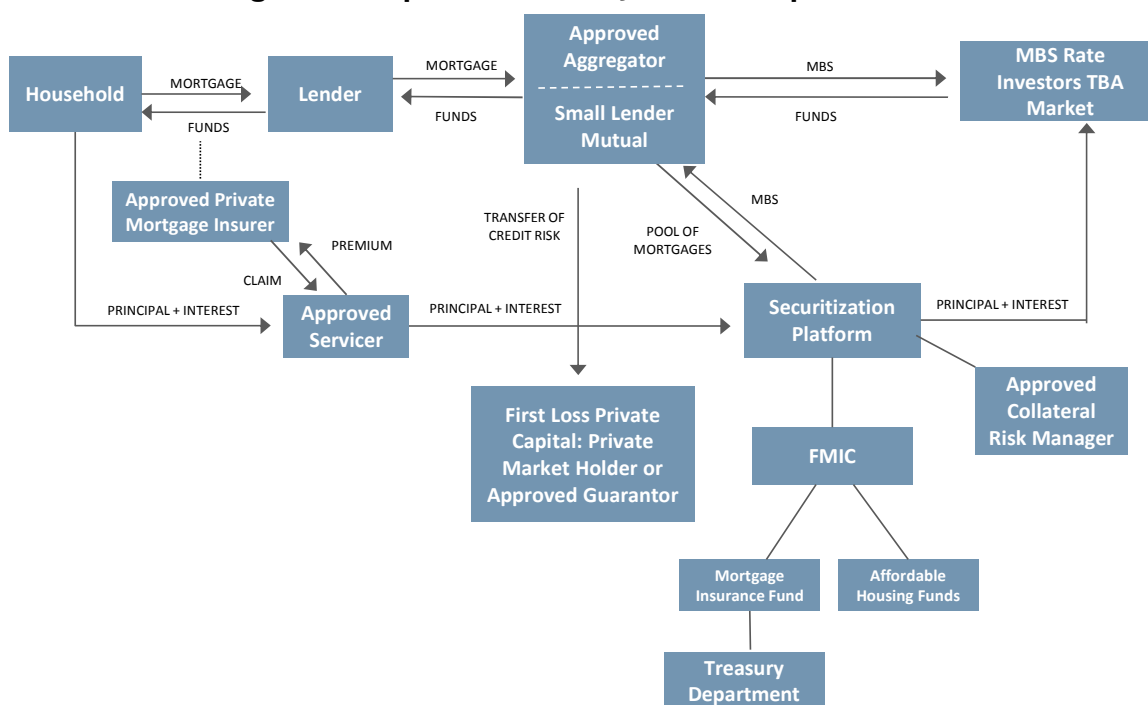 Household
MORTGAGE
FUNDS
Lender
MORTGAGE
FUNDS
Approved
Aggregator
Small Lender
Mutual
MBS
FUNDS
MBS Rate
Investors TBA
Market
Approved Private
Mortgage Insurer
PREMIUM
CLAIM
TRANSFER OF
CREDIT RISK
MBS
POOL OF
MORTGAGES
PRINCIPAL + INTEREST
Approved
Servicer
PRINCIPAL + INTEREST
Securitization
Platform
PRINCIPAL + INTEREST
First Loss Private
Capital: Private
Market Holder or
Approved Guarantor
Approved
Collateral
Risk Manager
FMIC
Mortgage
Insurance Fund
Affordable
Housing Funds
Treasury
Department